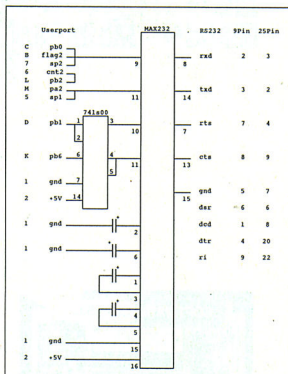 Userport MAX232 RS232 9Pin 25Pin
C pb0
B flag2 9 8 rxd 2 3
7 sp2
6 cnt2
L pb2
M pa2 11 14 txd 3 2
5 sp1
741s00
D pb1 1 3 10 7 rts 7 4
2
K pb6 6 4 11 13 cts 8 9
5
1 gnd 7 15 gnd 5 7
2 +5V 14 dsr 6 6
1 gnd + 2 dcd 1 8
dtr 4 20
1 gnd + 6 ri 9 22
+ 1
3
+ 4
5
1 gnd 15
2 +5V 16